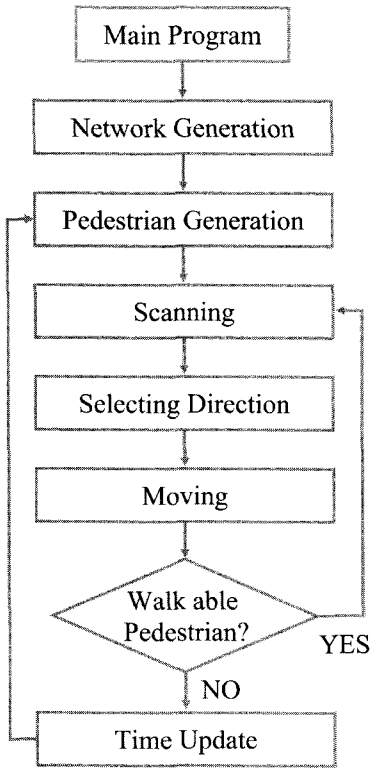 Main Program
Network Generation
Pedestrian Generation
Scanning
Selecting Direction
Moving
Walk able
Pedestrian?
YES
NO
Time Update